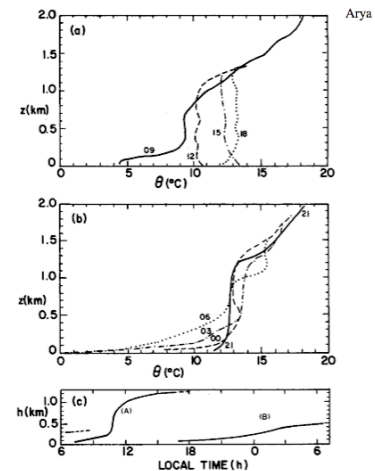 Arya
(a)
2.0
1.5
1.0
0.5
0
z(km)
09
12
15
18
0 5 10 15 20
θ(°C)
(b)
2.0
1.5
1.0
0.5
0
z(km)
21
06
03
00
21
0 5 10 15 20
θ(°C)
(c)
h(km)
1.0
0.5
0
(A)
(B)
6 12 18 0 6
LOCAL TIME (h)